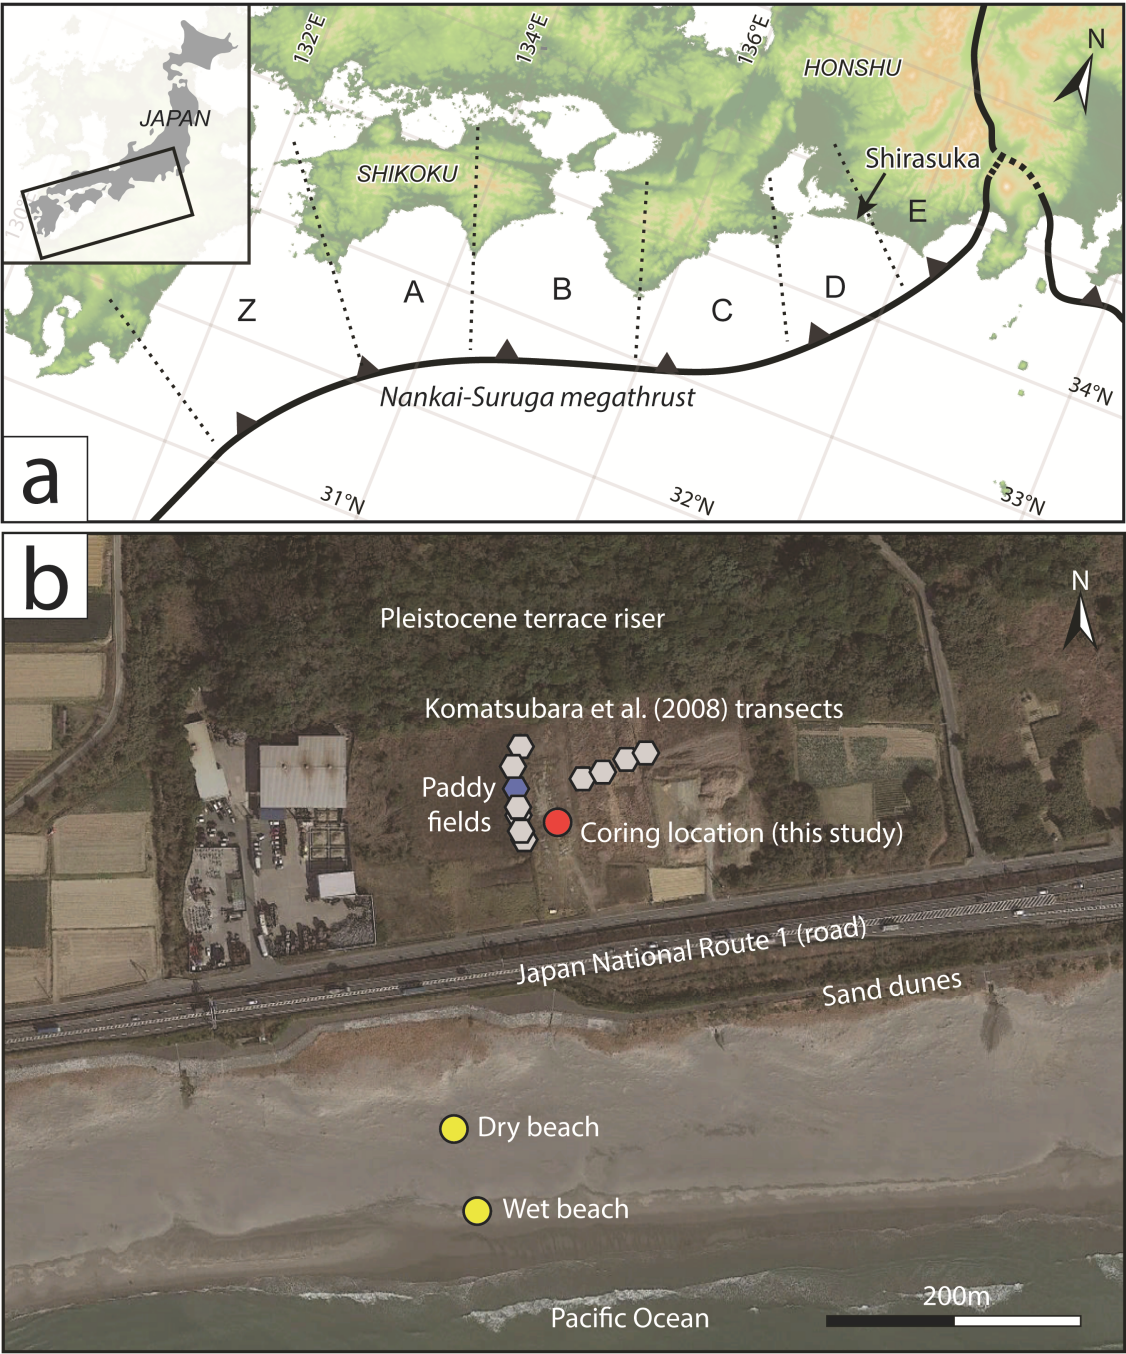 132°E
134°E
136°E
HONSHU
N
JAPAN
SHIKOKU
Shirasuka
130°
E
Z
A
B
C
D
Nankai-Suruga megathrust
34°N
31°N
32°N
33°N
a
b
N
Pleistocene terrace riser
Komatsubara et al. (2008) transects
Paddy
fields
Coring location (this study)
Japan National Route 1 (road)
Sand dunes
Dry beach
Wet beach
200m
Pacific Ocean